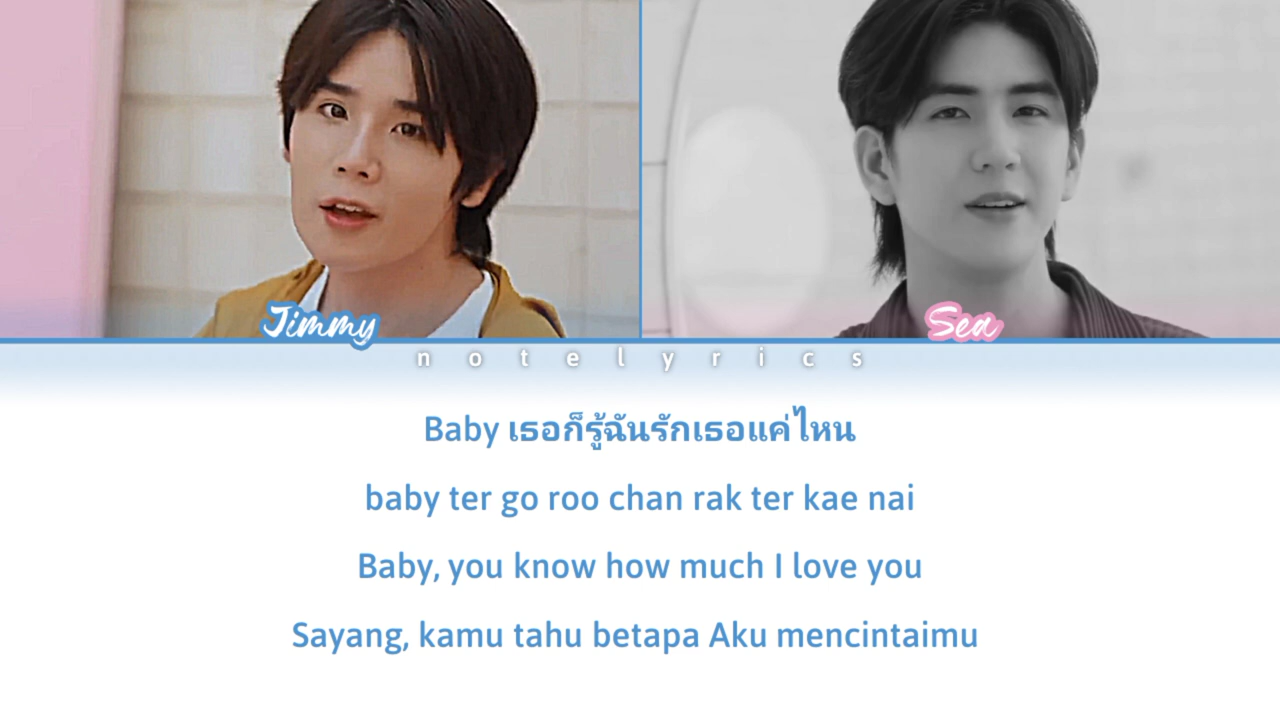 Jimmy
Sea
notelyrics
Baby เธอก็รู้ฉันรักเธอแค่ไหน
baby ter go roo chan rak ter kae nai
Baby, you know how much I love you
Sayang, kamu tahu betapa Aku mencintaimu